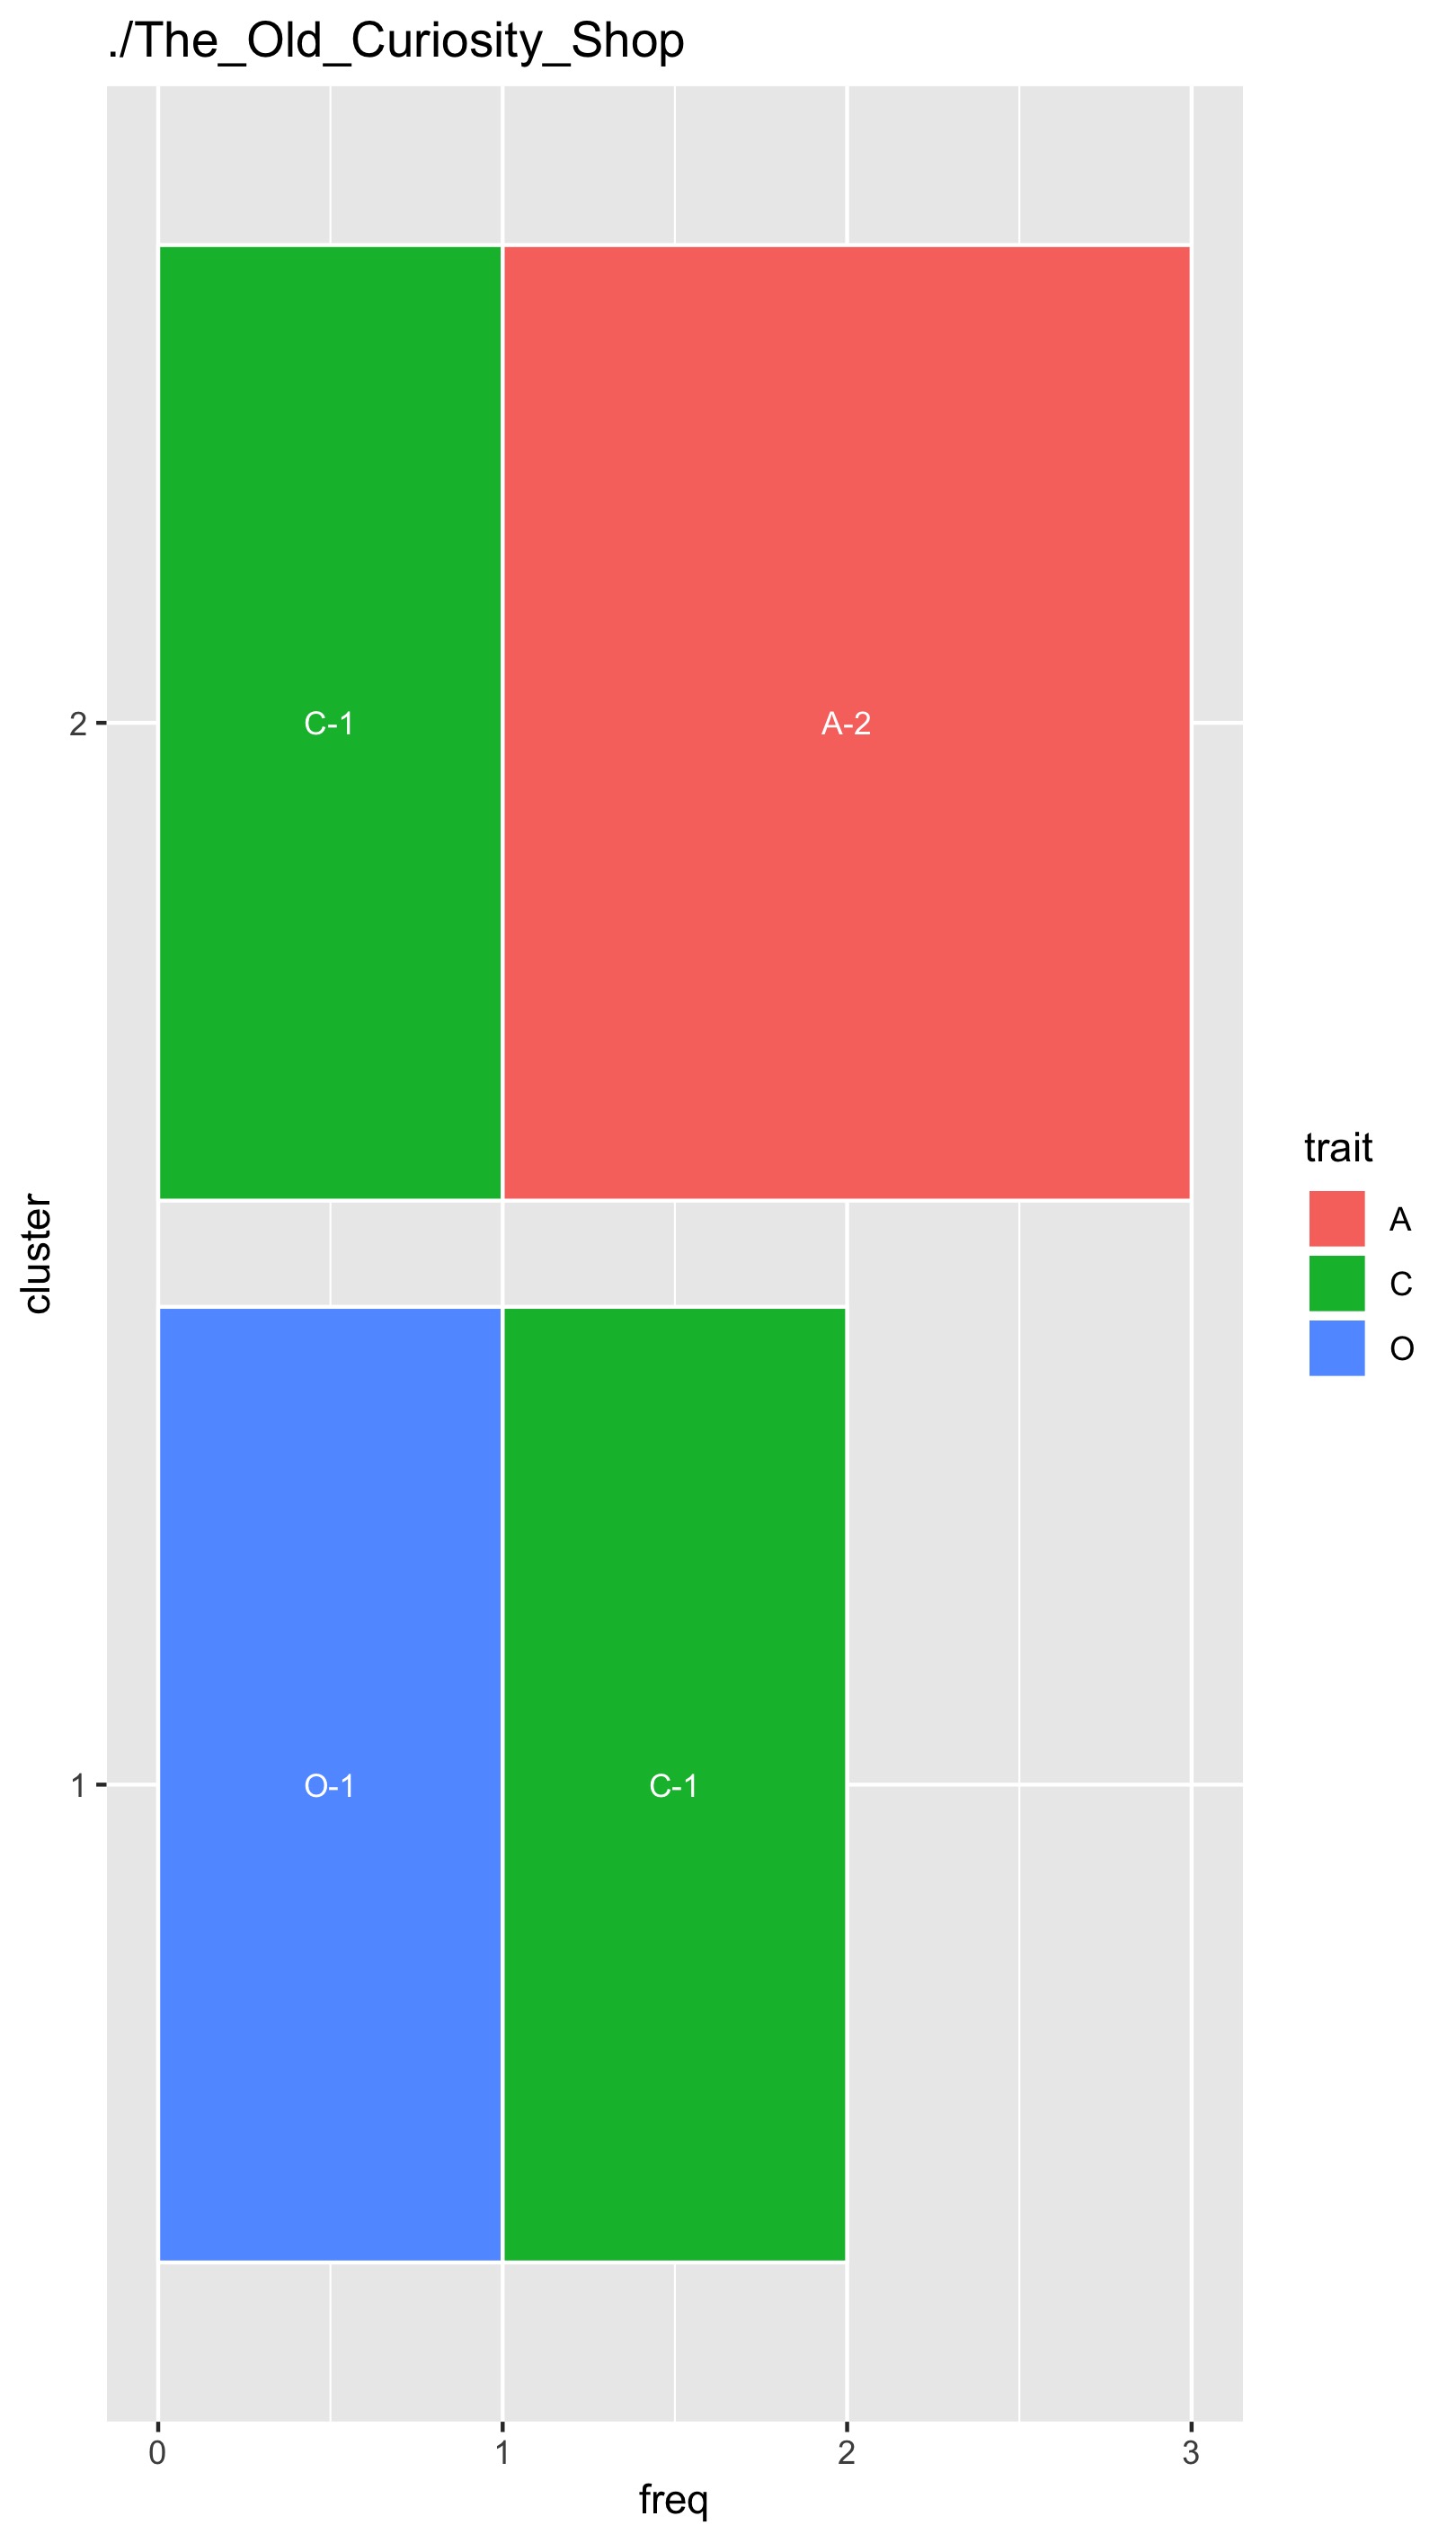 ./The_Old_Curiosity_Shop
C-1
A-2
2
cluster
trait
A
C
O
O-1
C-1
1
0
1
2
3
freq